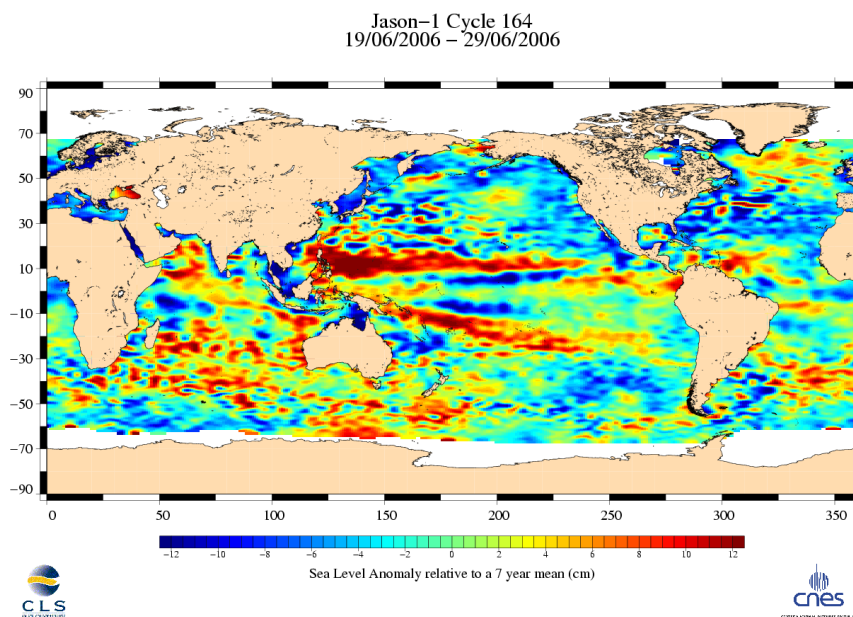 Jason−1 Cycle 164
19/06/2006 − 29/06/2006
90
70
50
30
10
−10
−30
−50
−70
−90
0 50 100 150 200 250 300 350
−12 −10 −8 −6 −4 −2 0 2 4 6 8 10 12
Sea Level Anomaly relative to a 7 year mean (cm)
CLS
cnes